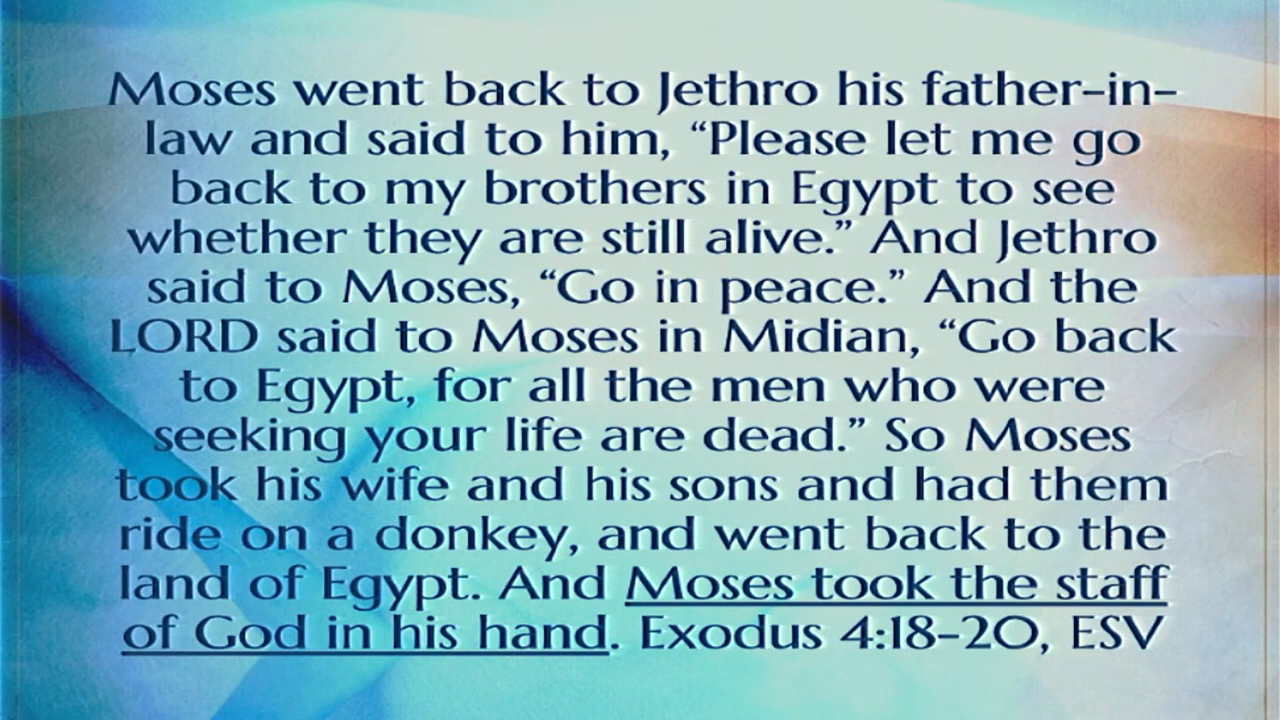 Moses went back to Jethro his father-in-
law and said to him, “Please let me go
back to my brothers in Egypt to see
whether they are still alive.” And Jethro
said to Moses, “Go in peace.” And the
LORD said to Moses in Midian, “Go back
to Egypt, for all the men who were
seeking your life are dead.” So Moses
took his wife and his sons and had them
ride on a donkey, and went back to the
land of Egypt. And Moses took the staff
of God in his hand. Exodus 4:18-20, ESV